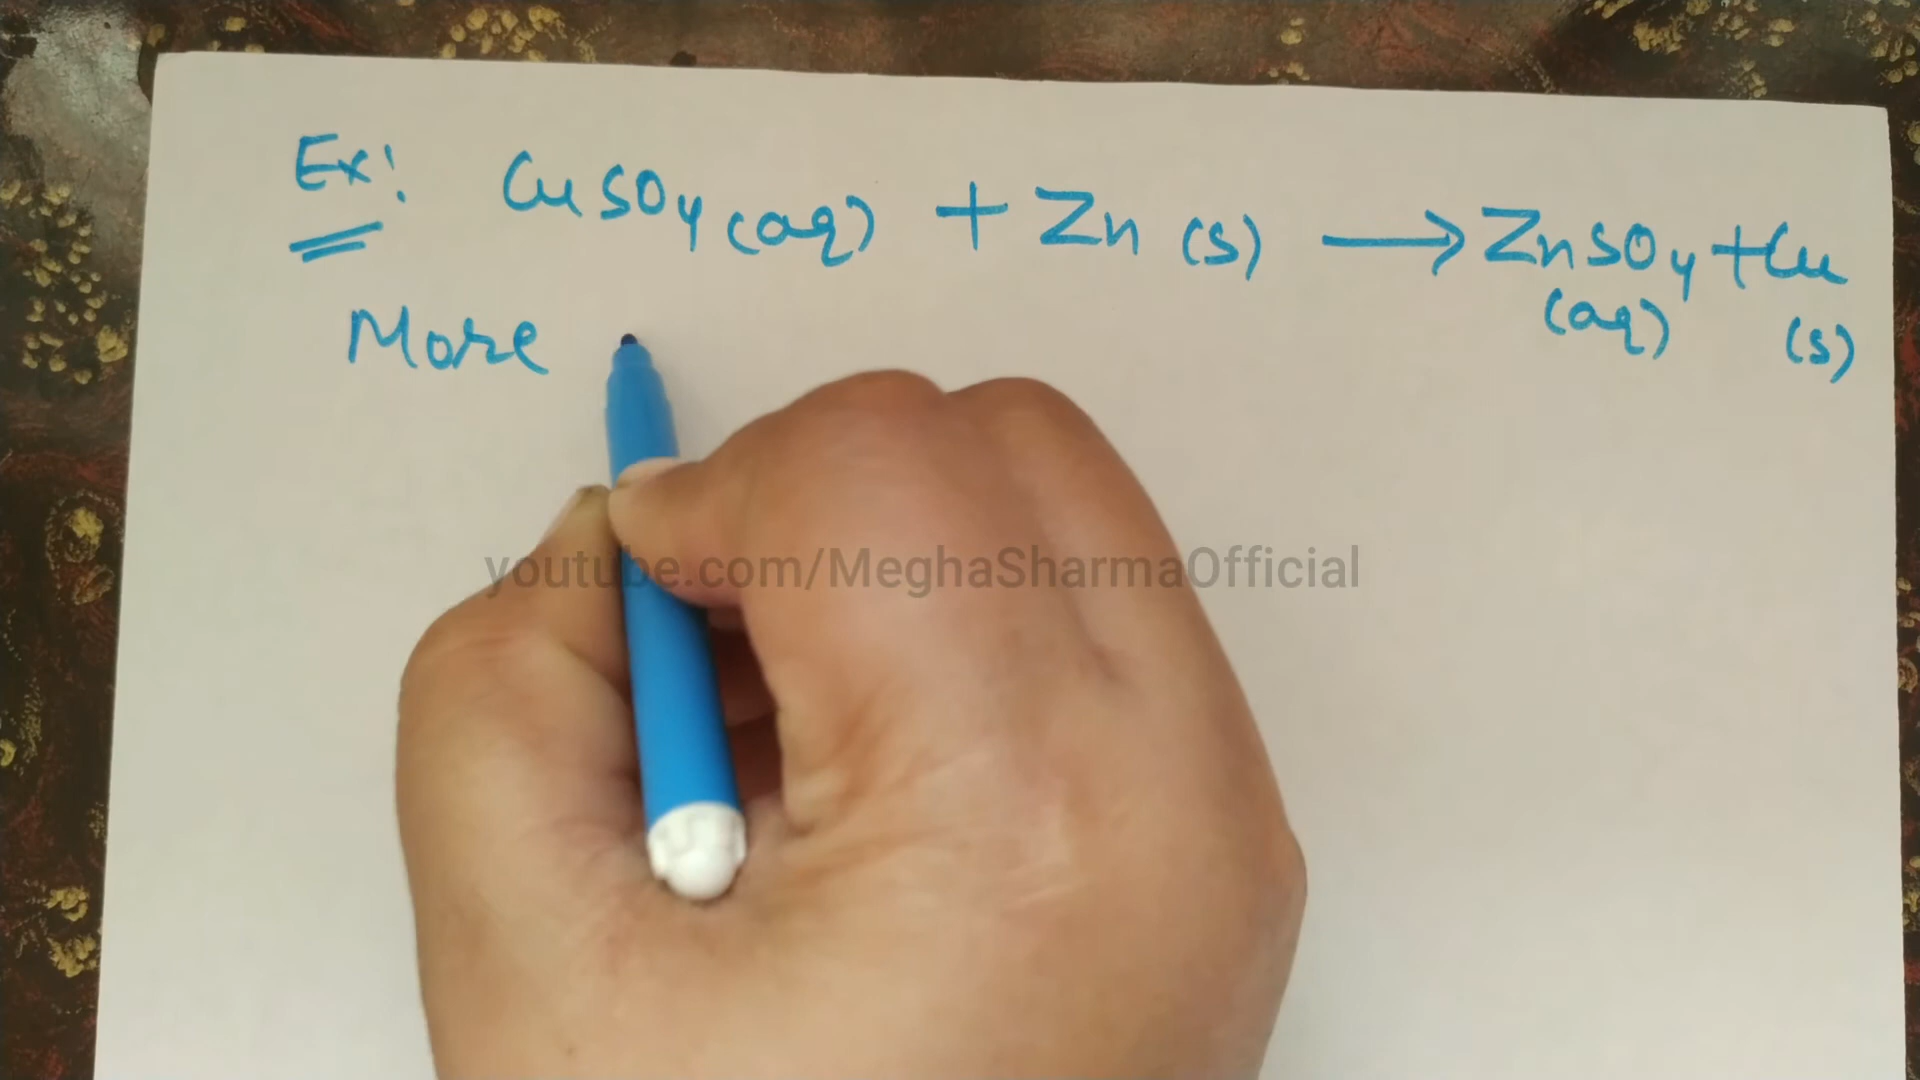 Ex: CuSO4 (aq) + Zn (s) ⟶ ZnSO4 + Cu
(aq) (s)
More
youtube.com/MeghaSharmaOfficial